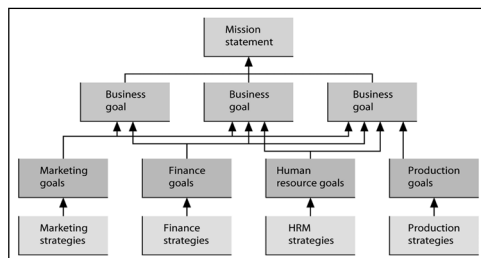 Mission
statement
Business
goal
Business
goal
Business
goal
Marketing
goals
Finance
goals
Human
resource goals
Production
goals
Marketing
strategies
Finance
strategies
HRM
strategies
Production
strategies